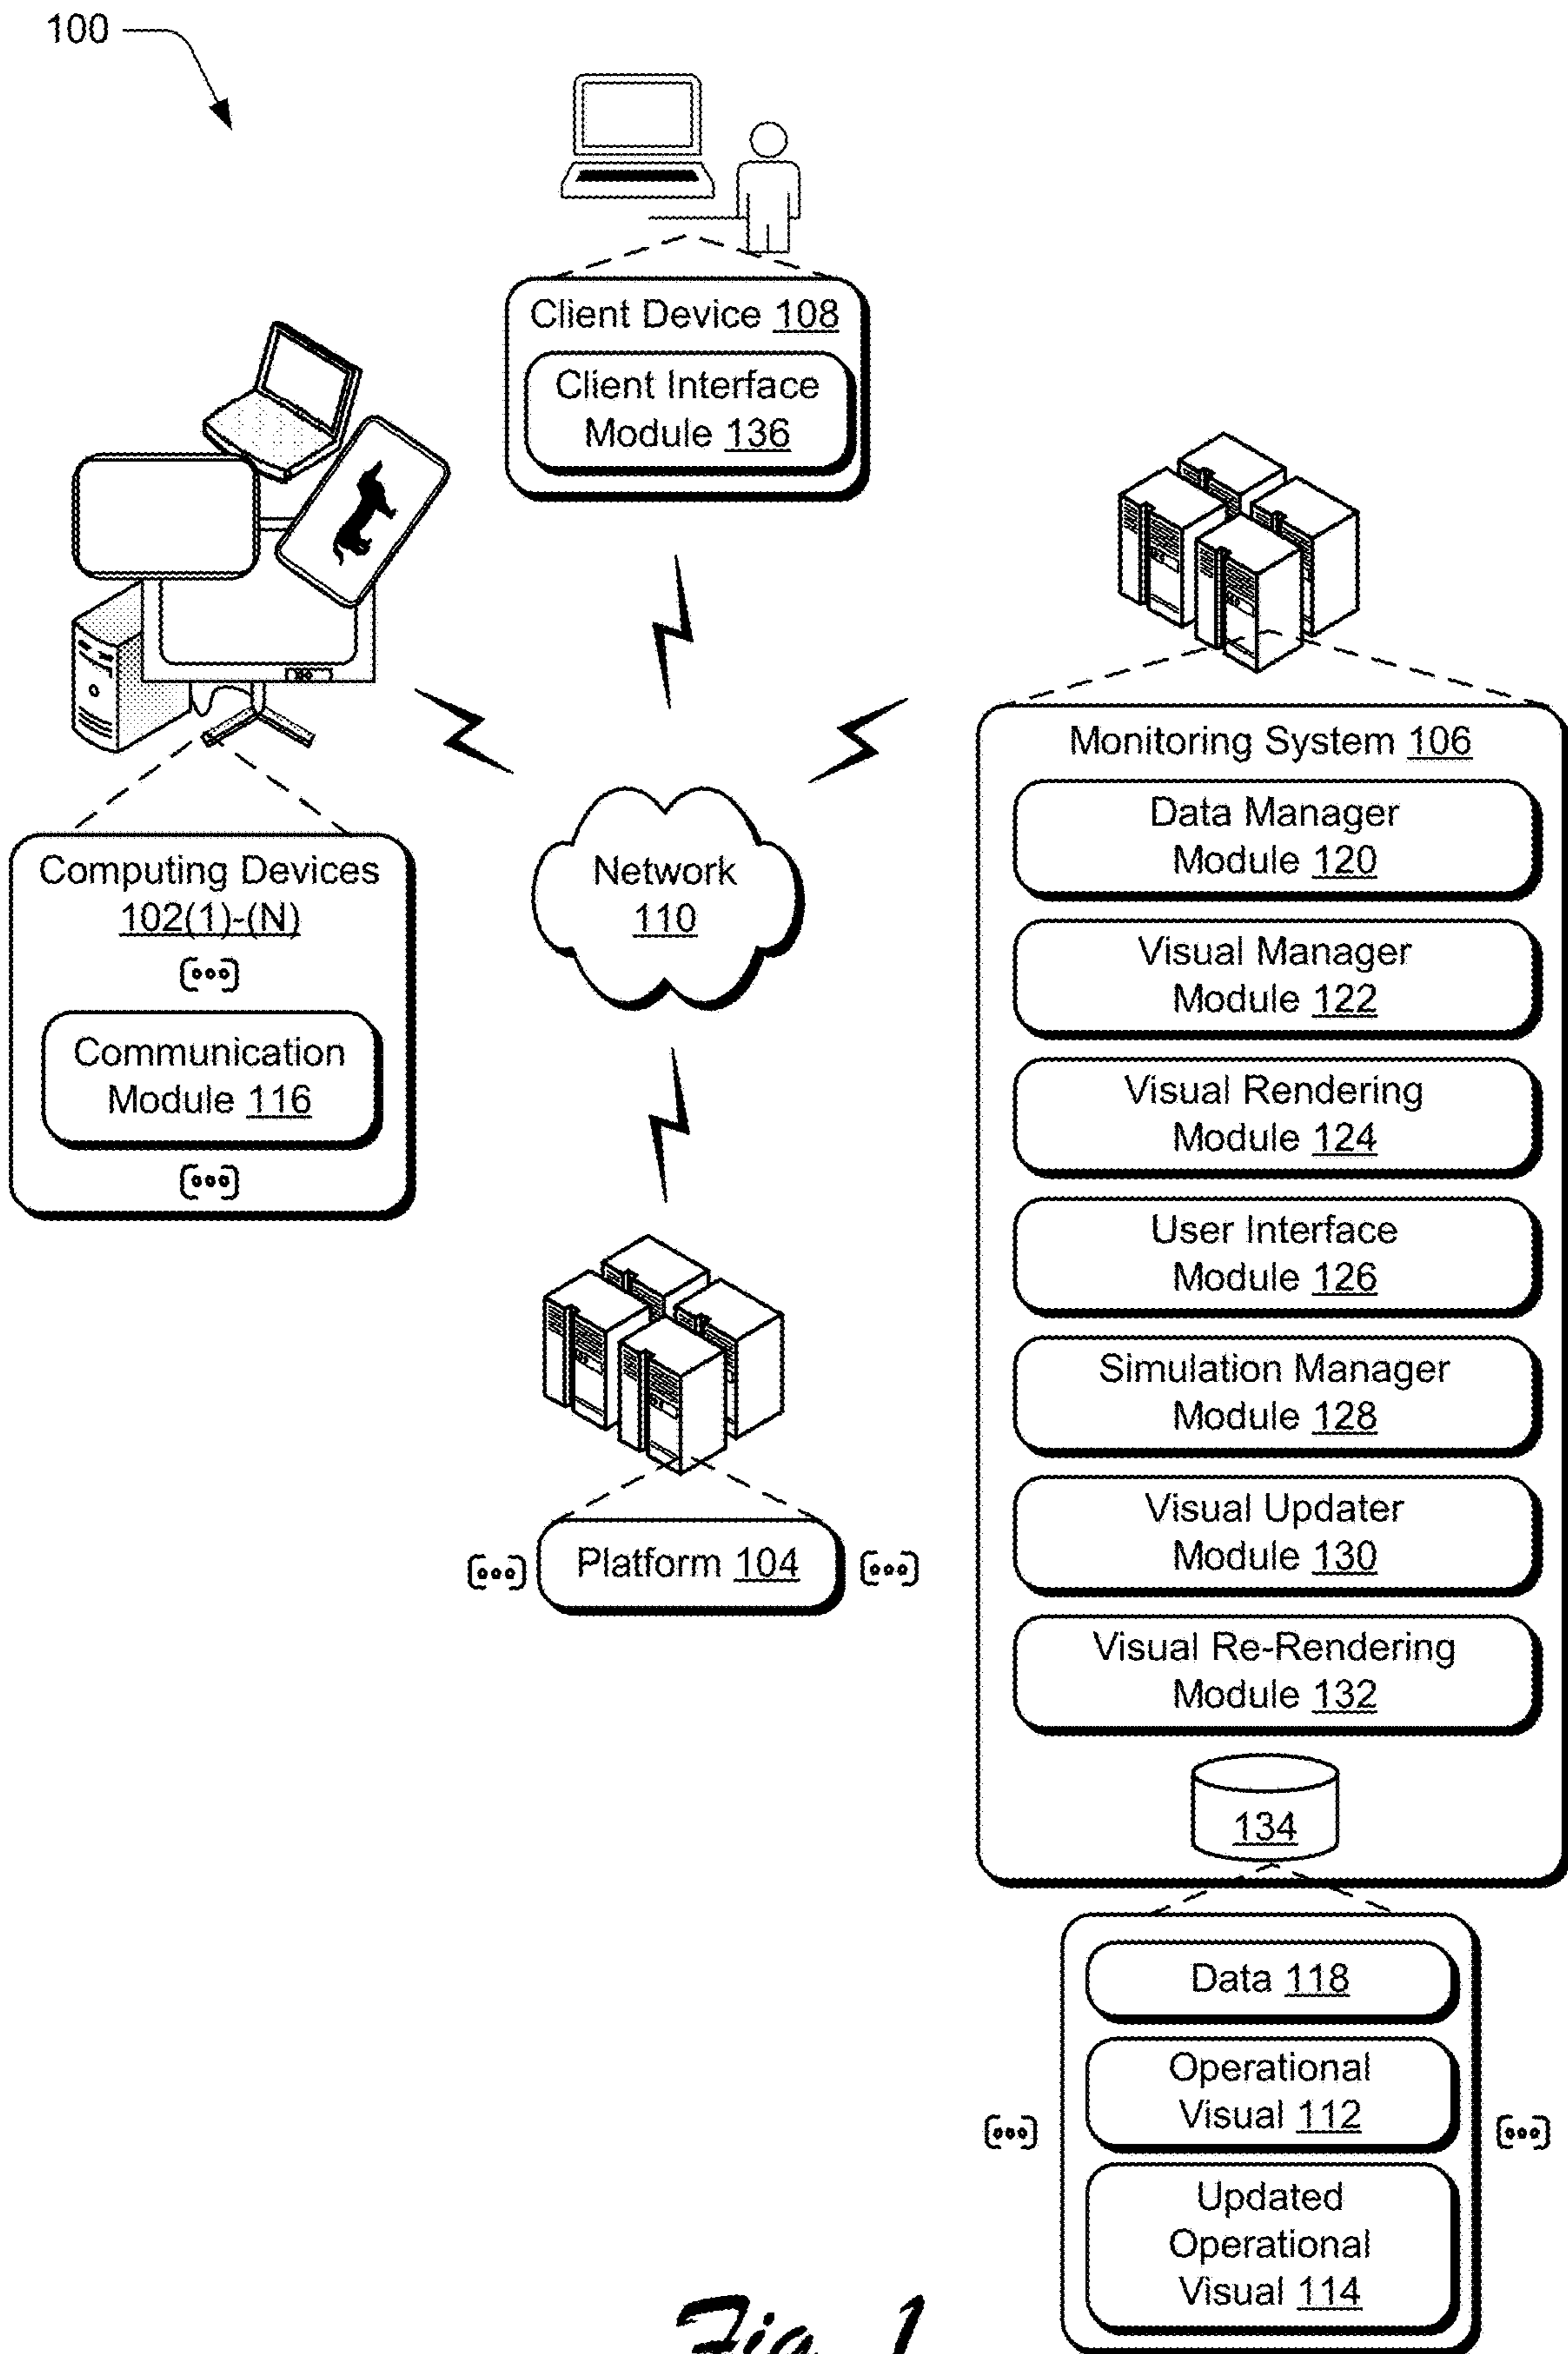 100
Client Device 108
Client Interface
Module 136
Computing Devices
102(1)-(N)
Communication
Module 116
Network
110
Platform 104
Monitoring System 106
Data Manager
Module 120
Visual Manager
Module 122
Visual Rendering
Module 124
User Interface
Module 126
Simulation Manager
Module 128
Visual Updater
Module 130
Visual Re-Rendering
Module 132
134
Data 118
Operational
Visual 112
Updated
Operational
Visual 114
Fig. 1